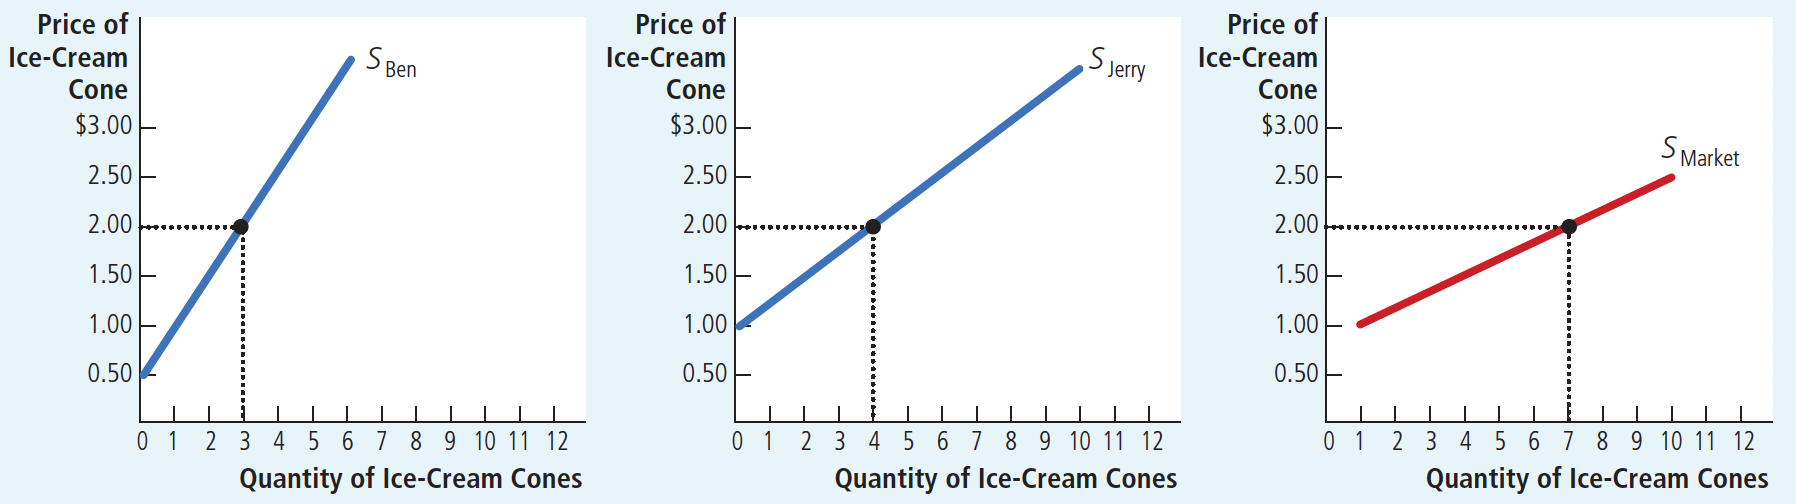 Price of
Ice-Cream
Cone
$3.00
2.50
2.00
1.50
1.00
0.50
0 1 2 3 4 5 6 7 8 9 10 11 12
Quantity of Ice-Cream Cones
S Ben
Price of
Ice-Cream
Cone
$3.00
2.50
2.00
1.50
1.00
0.50
0 1 2 3 4 5 6 7 8 9 10 11 12
Quantity of Ice-Cream Cones
S Jerry
Price of
Ice-Cream
Cone
$3.00
2.50
2.00
1.50
1.00
0.50
0 1 2 3 4 5 6 7 8 9 10 11 12
Quantity of Ice-Cream Cones
S Market